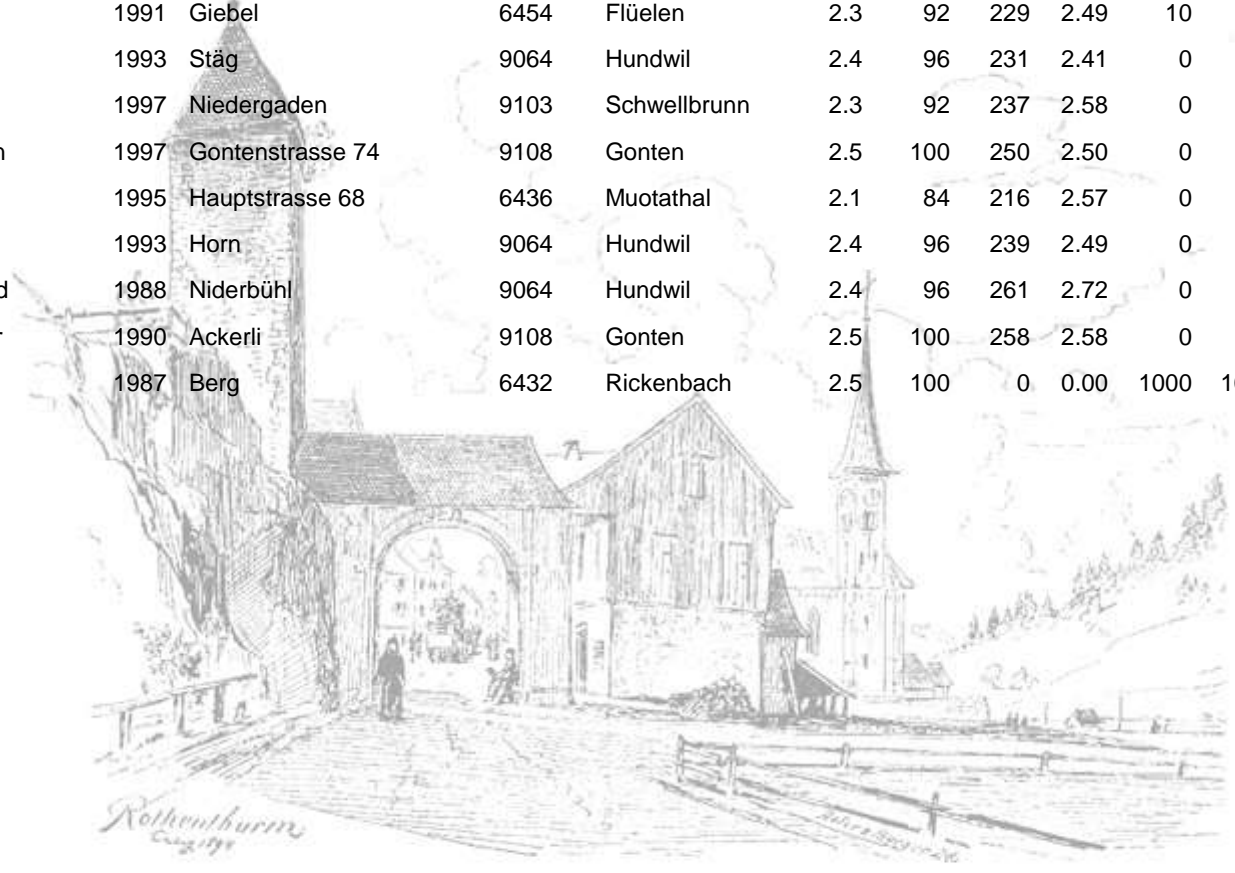 1991 Giebel 6454 Flüelen 2.3 92 229 2.49 10
1993 Stäg 9064 Hundwil 2.4 96 231 2.41 0
1997 Niedergaden 9103 Schwellbrunn 2.3 92 237 2.58 0
n 1997 Gontenstrasse 74 9108 Gonten 2.5 100 250 2.50 0
1995 Hauptstrasse 68 6436 Muotathal 2.1 84 216 2.57 0
1993 Horn 9064 Hundwil 2.4 96 239 2.49 0
d 1988 Niderbühl 9064 Hundwil 2.4 96 261 2.72 0
r 1990 Ackerli 9108 Gonten 2.5 100 258 2.58 0
1987 Berg 6432 Rickenbach 2.5 100 0 0.00 1000
Rothenthurm